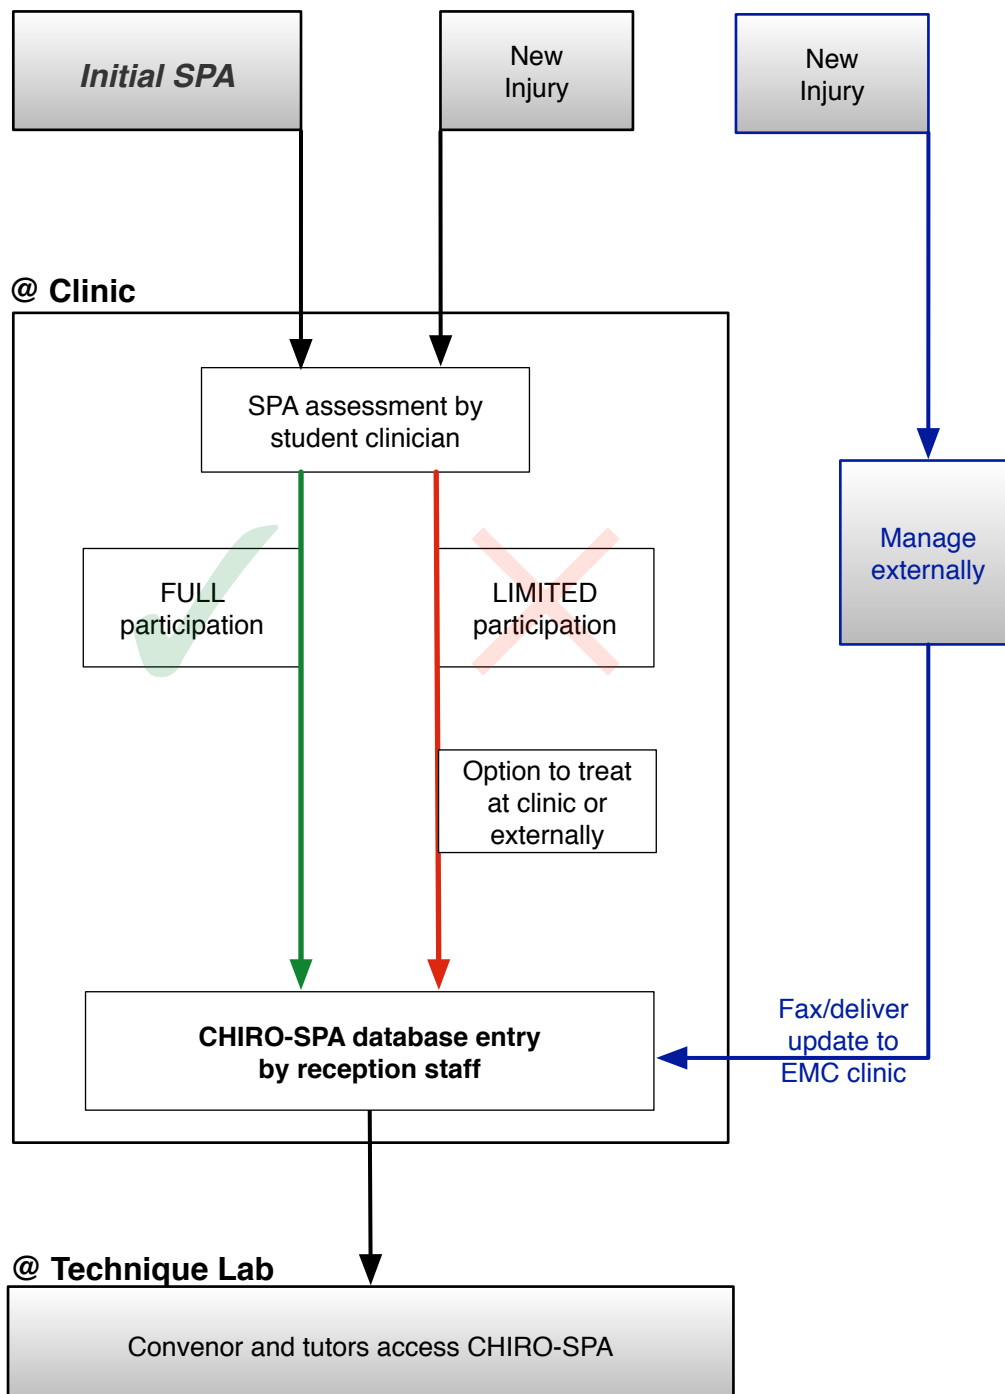 Initial SPA
New
Injury
New
Injury
@ Clinic
SPA assessment by
student clinician
FULL
participation
LIMITED
participation
Manage
externally
Option to treat
at clinic or
externally
CHIRO-SPA database entry
by reception staff
Fax/deliver
update to
EMC clinic
@ Technique Lab
Convenor and tutors access CHIRO-SPA